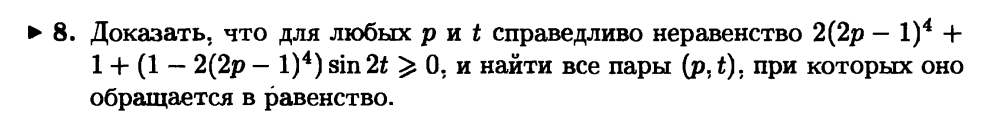 ► 8. Доказать, что для любых p и t справедливо неравенство 2(2p − 1)⁴ +
1 + (1 − 2(2p − 1)⁴) sin 2t ⩾ 0, и найти все пары (p, t), при которых оно
обращается в равенство.